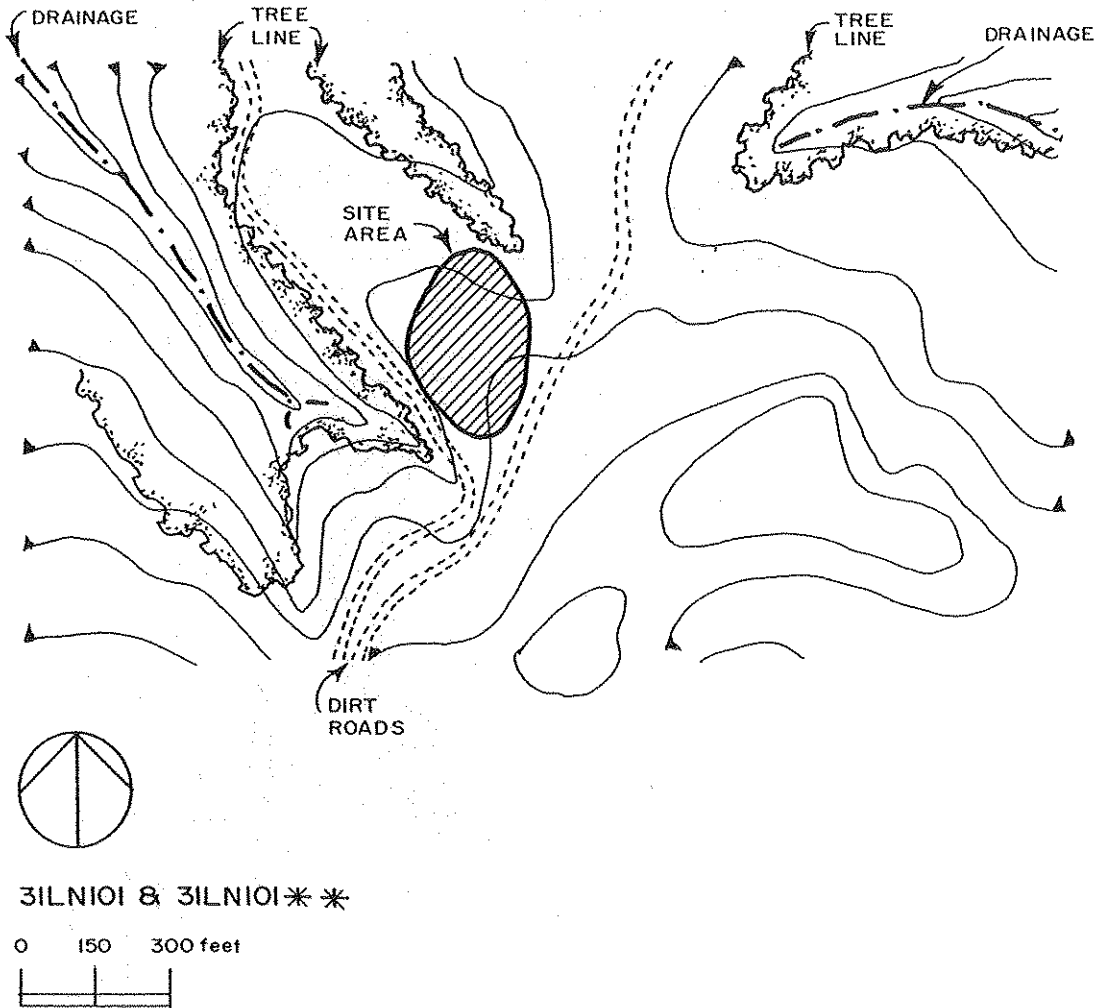 DRAINAGE
TREE
LINE
TREE
LINE
DRAINAGE
SITE
AREA
DIRT
ROADS
31LN101 & 31LN101**
0 150 300 feet